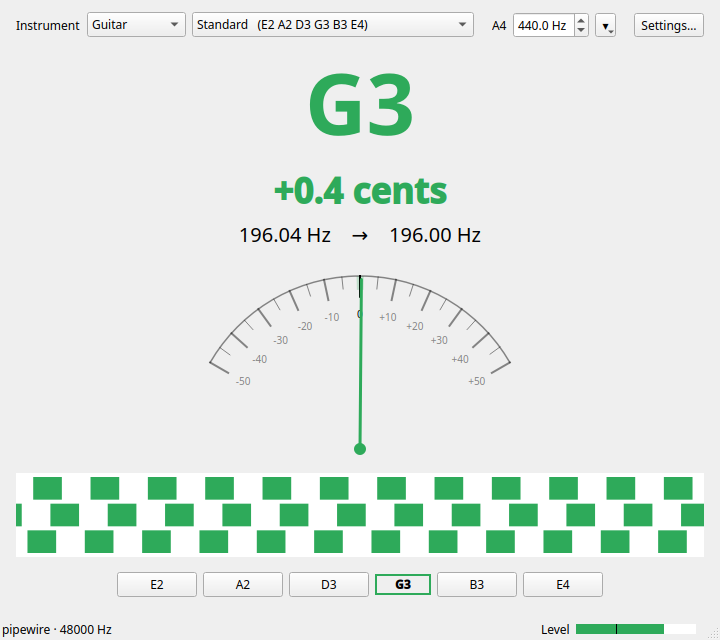 Instrument Guitar Standard (E2 A2 D3 G3 B3 E4) A4 440.0 Hz Settings...
G3
+0.4 cents
196.04 Hz → 196.00 Hz
-50 -40 -30 -20 -10 0 +10 +20 +30 +40 +50
E2 A2 D3 G3 B3 E4
pipewire · 48000 Hz Level